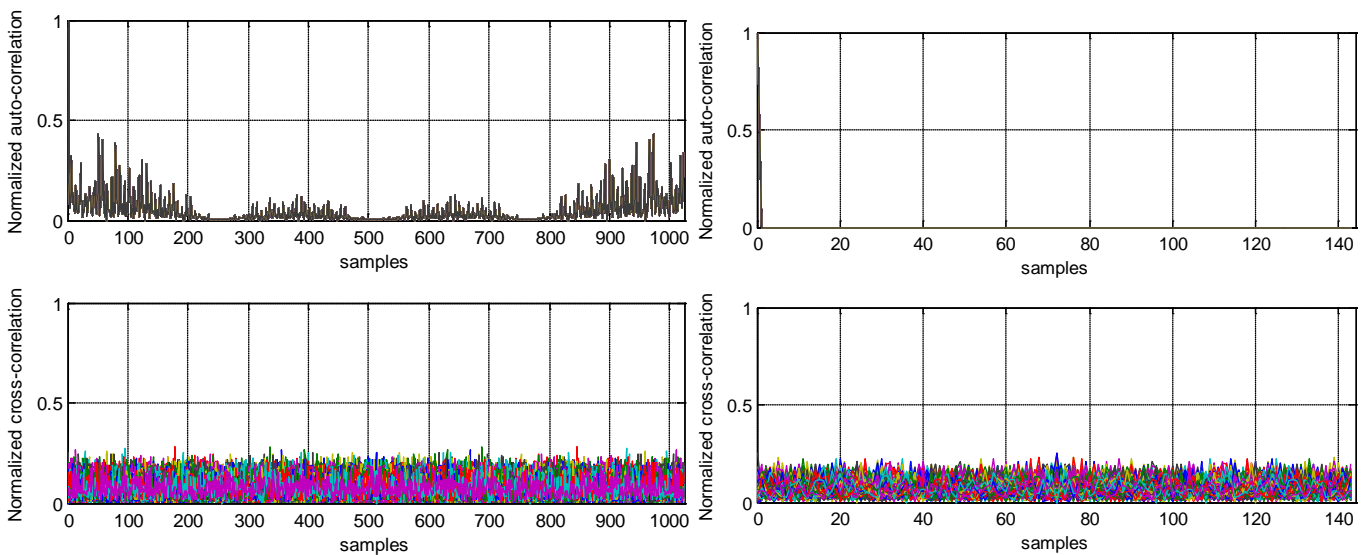 Normalized auto-correlation
1
0.5
0
0 100 200 300 400 500 600 700 800 900 1000
samples
Normalized auto-correlation
1
0.5
0
0 20 40 60 80 100 120 140
samples
Normalized cross-correlation
1
0.5
0
0 100 200 300 400 500 600 700 800 900 1000
samples
Normalized cross-correlation
1
0.5
0
0 20 40 60 80 100 120 140
samples